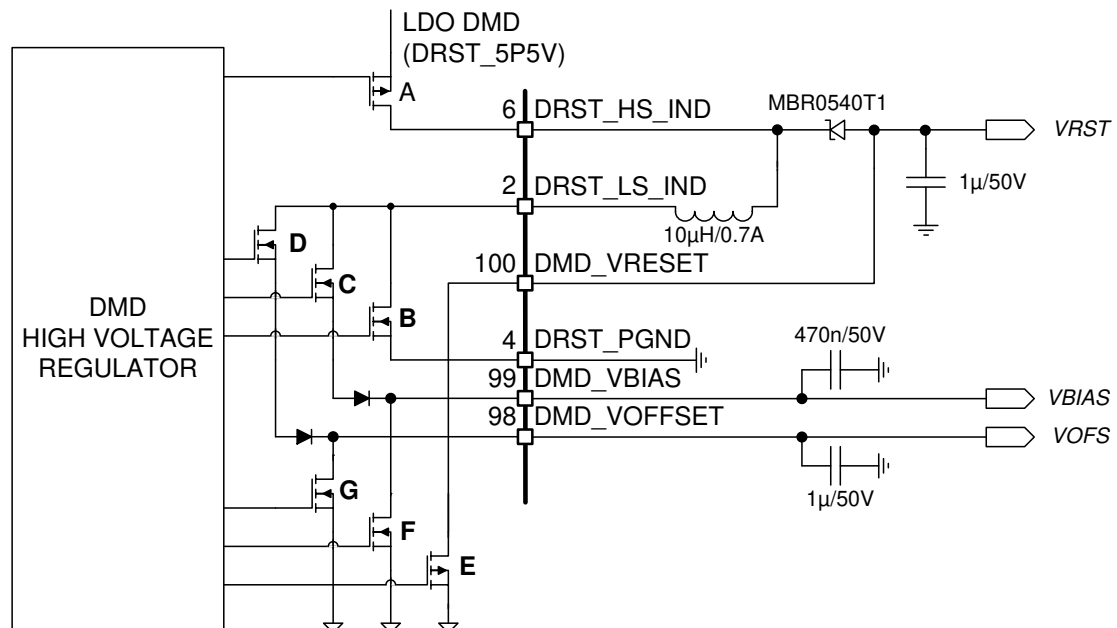 LDO DMD
(DRST_5P5V)
A
6 DRST_HS_IND
MBR0540T1
VRST
1µ/50V
2 DRST_LS_IND
10µH/0.7A
D
C
100 DMD_VRESET
B
DMD
HIGH VOLTAGE
REGULATOR
4 DRST_PGND
470n/50V
99 DMD_VBIAS
VBIAS
98 DMD_VOFFSET
VOFS
1µ/50V
G
F
E